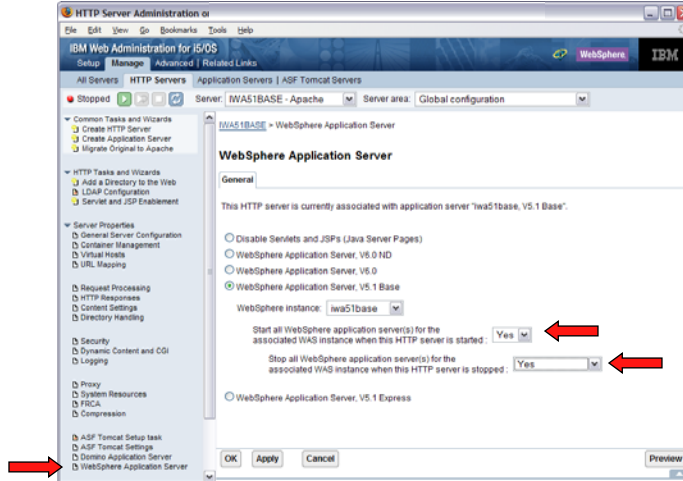 HTTP Server Administration
File Edit View Go Bookmarks Tools Help
IBM Web Administration for i5/OS
WebSphere. IBM
Setup Manage Advanced | Related Links
All Servers HTTP Servers Application Servers | ASF Tomcat Servers
Stopped Server: IWA51BASE - Apache Server area: Global configuration
Common Tasks and Wizards
Create HTTP Server
Create Application Server
Migrate Original to Apache
HTTP Tasks and Wizards
Add a Directory to the Web
LDAP Configuration
Servlet and JSP Enablement
Server Properties
General Server Configuration
Container Management
Virtual Hosts
URL Mapping
Request Processing
HTTP Responses
Content Settings
Directory Handling
Security
Dynamic Content and CGI
Logging
Proxy
System Resources
FRCA
Compression
ASF Tomcat Setup task
ASF Tomcat Settings
Domino Application Server
WebSphere Application Server
IWA51BASE > WebSphere Application Server
WebSphere Application Server
General
This HTTP server is currently associated with application server "iwa51base, V5.1 Base".
Disable Servlets and JSPs (Java Server Pages)
WebSphere Application Server, V6.0 ND
WebSphere Application Server, V6.0
WebSphere Application Server, V5.1 Base
WebSphere instance: iwa51base
Start all WebSphere application server(s) for the
associated WAS instance when this HTTP server is started : Yes
Stop all WebSphere application server(s) for the
associated WAS instance when this HTTP server is stopped : Yes
WebSphere Application Server, V5.1 Express
OK Apply Cancel Preview